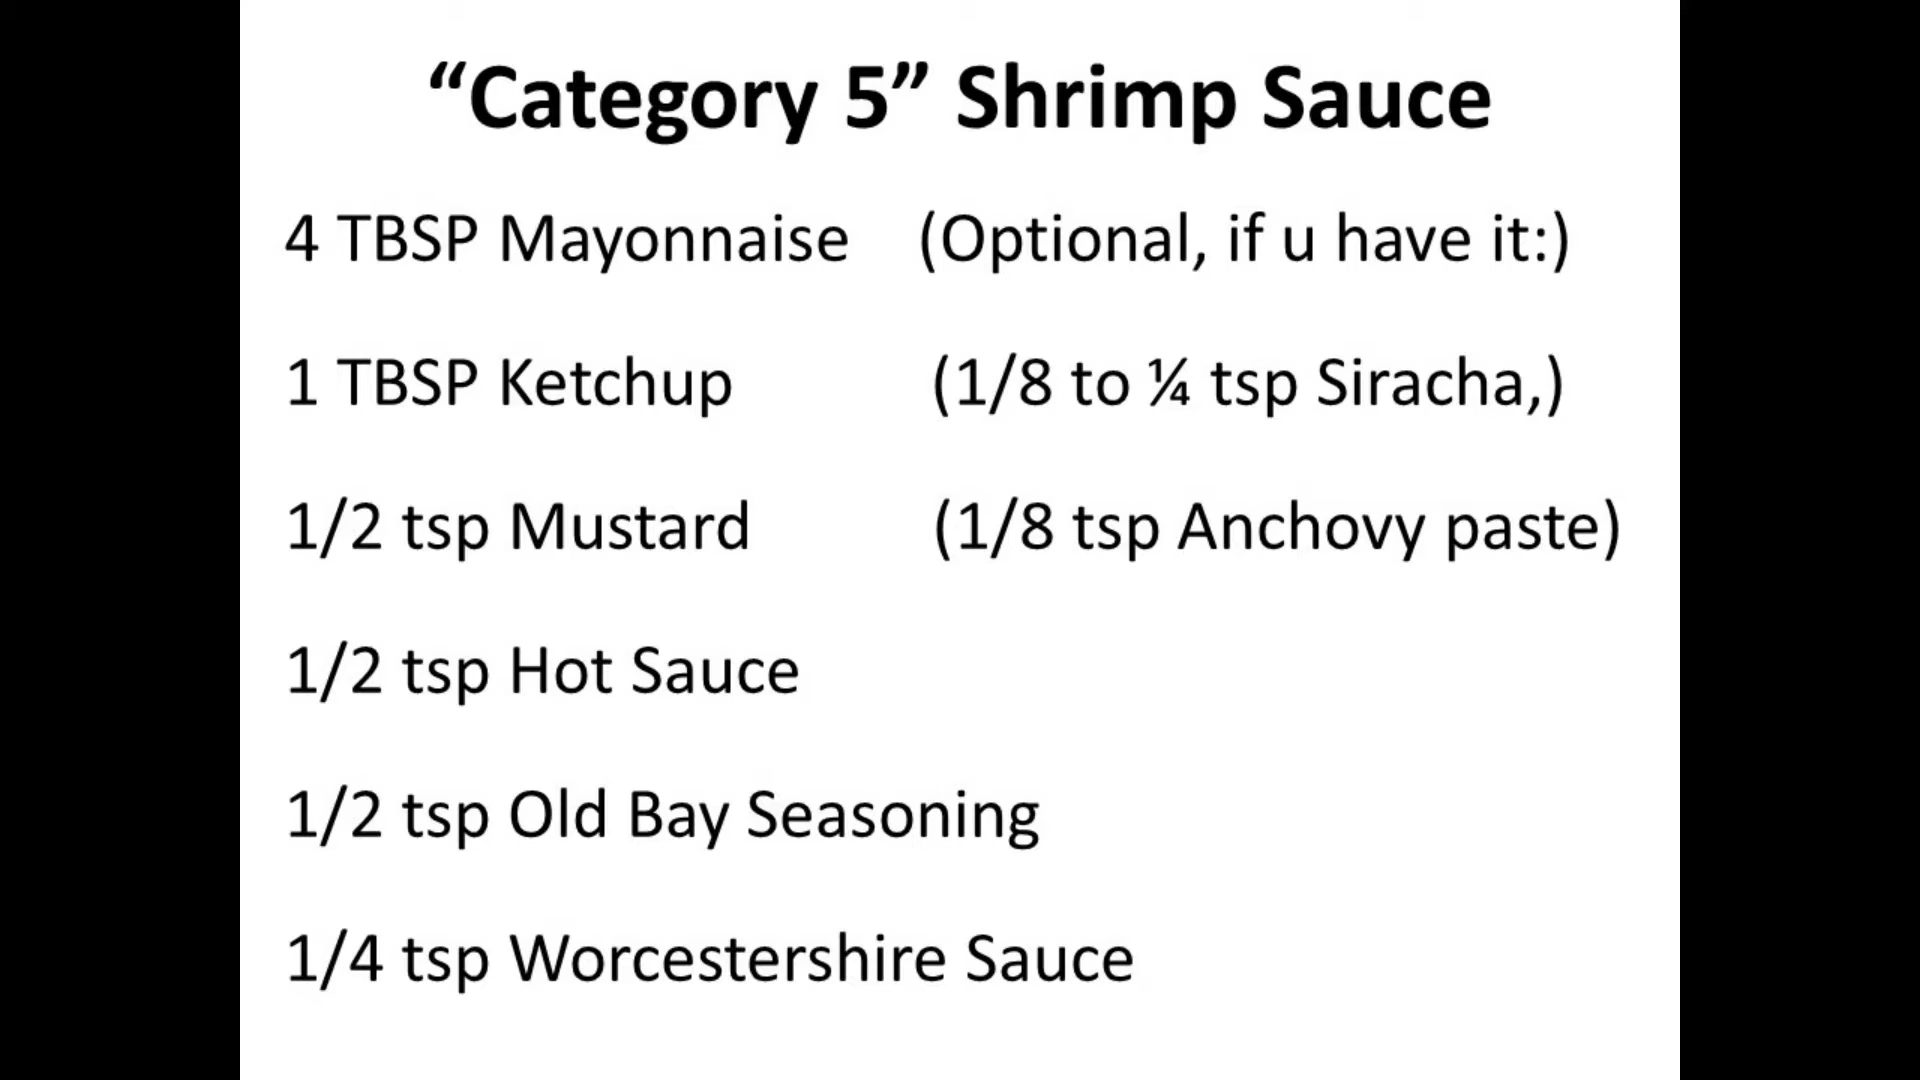 “Category 5” Shrimp Sauce
4 TBSP Mayonnaise (Optional, if u have it:)
1 TBSP Ketchup (1/8 to ¼ tsp Siracha,)
1/2 tsp Mustard (1/8 tsp Anchovy paste)
1/2 tsp Hot Sauce
1/2 tsp Old Bay Seasoning
1/4 tsp Worcestershire Sauce